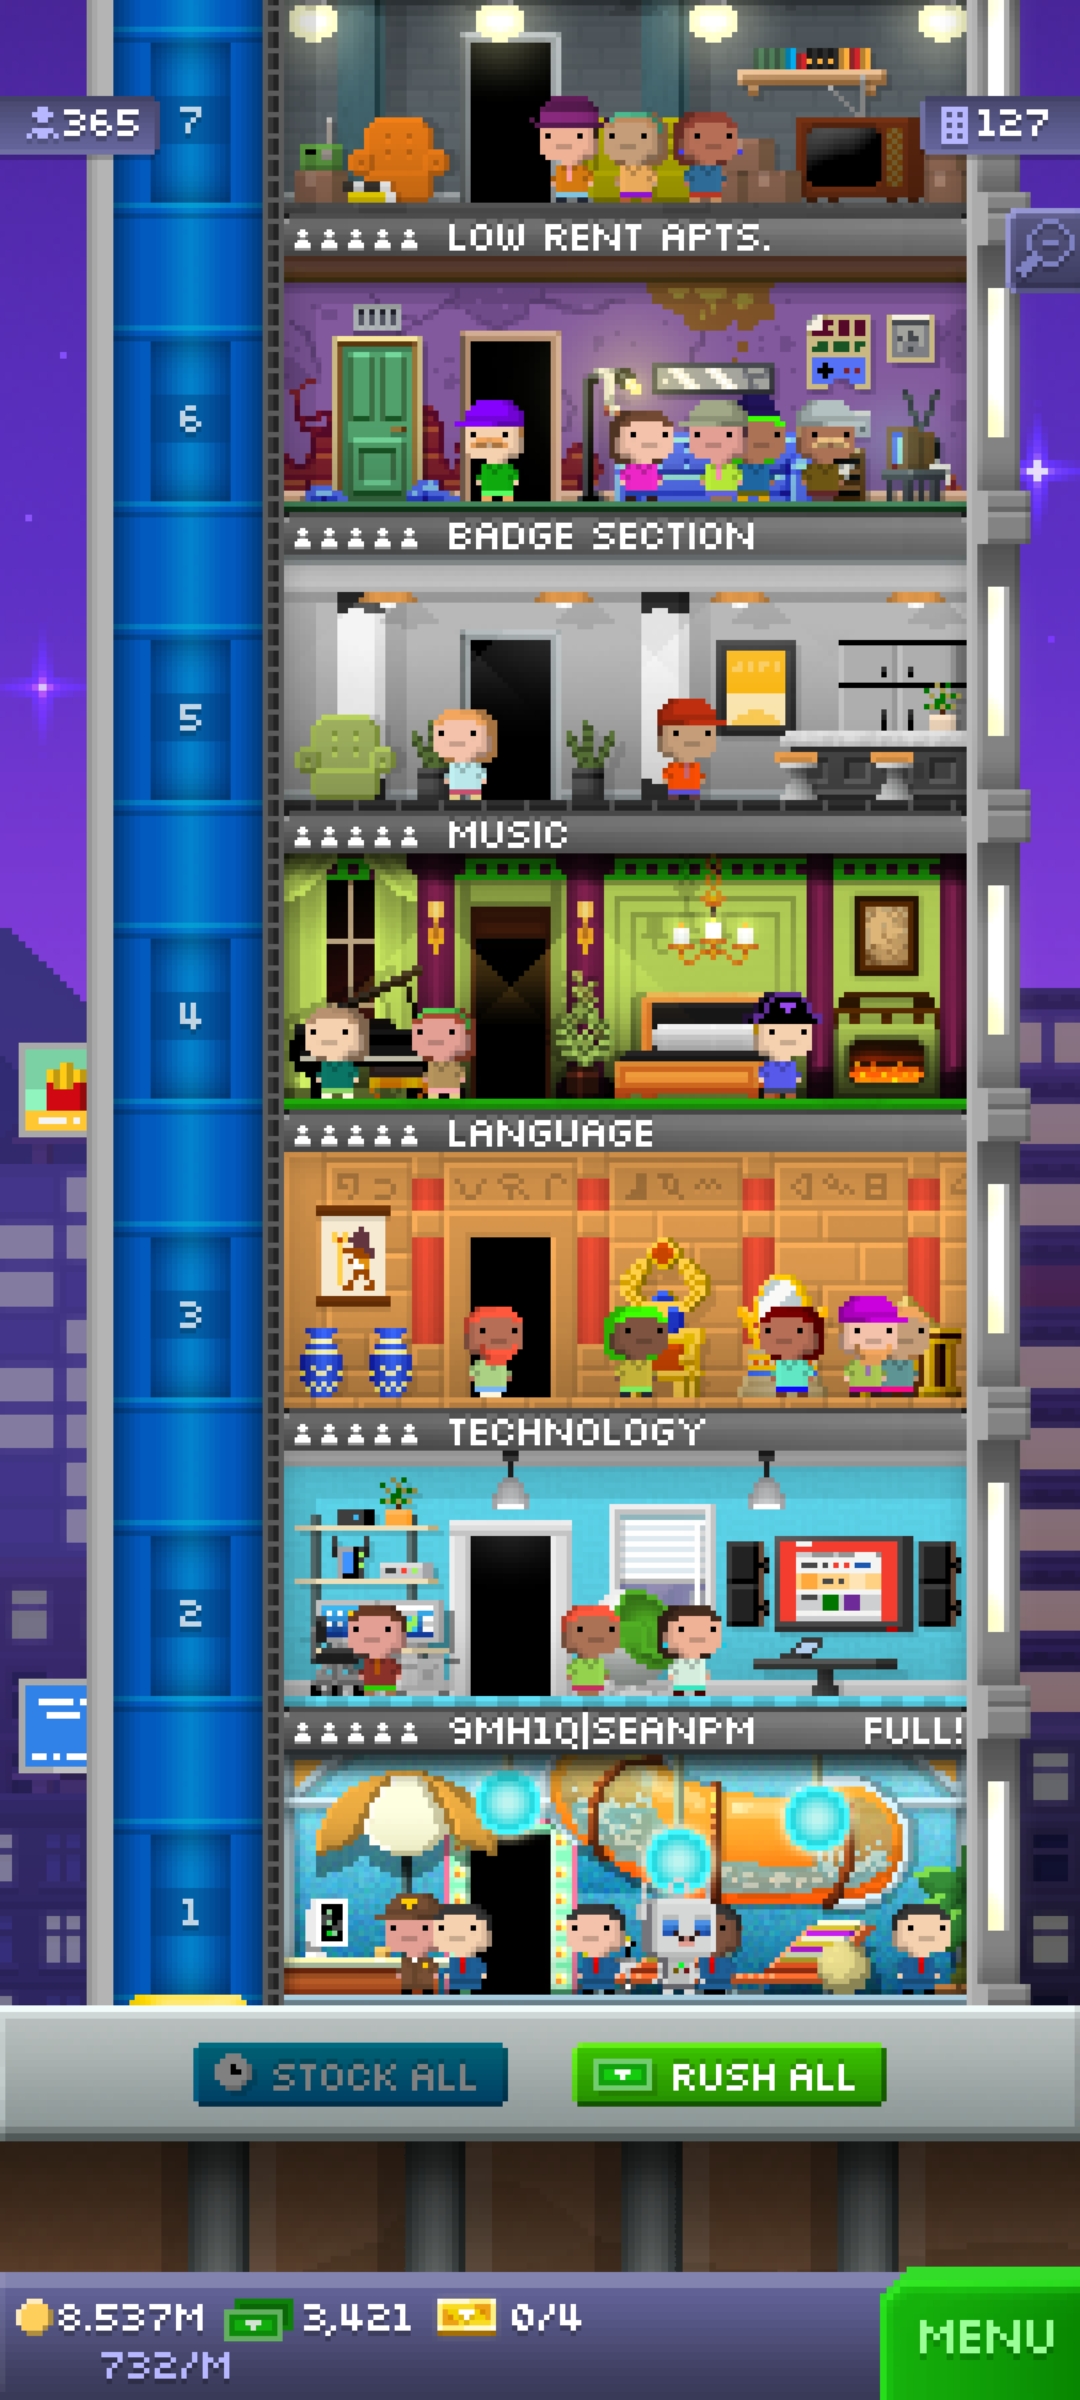 365
7
127
LOW RENT APTS.
6
BADGE SECTION
5
MUSIC
4
LANGUAGE
3
TECHNOLOGY
2
9MH1Q|SEANPM FULL!
1
STOCK ALL
RUSH ALL
8.537M 3,421 0/4
732/M
MENU